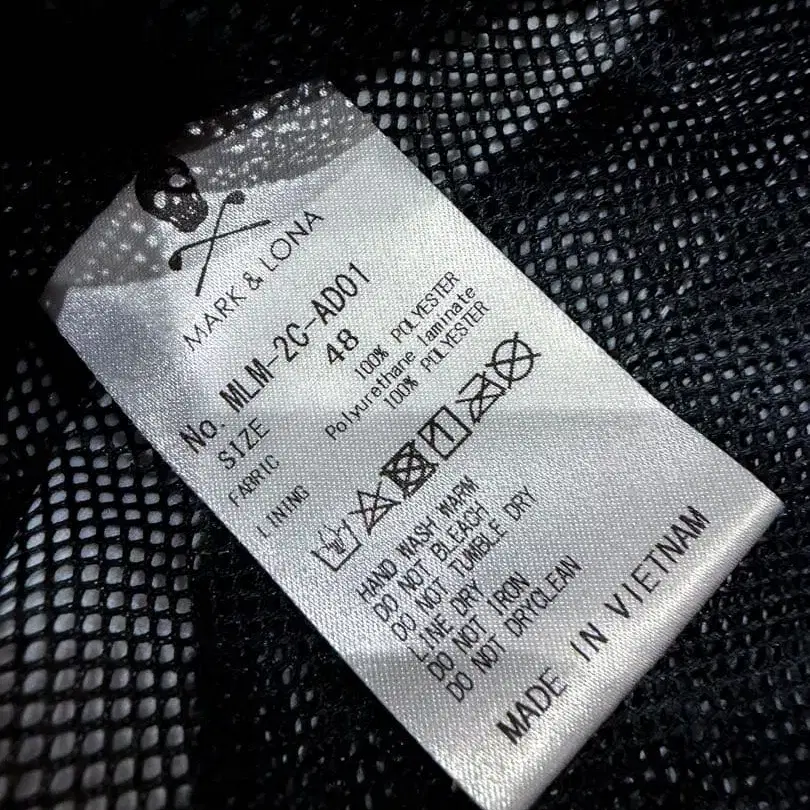 MARK & LONA
No. MLM-2C-AD01
SIZE 48
FABRIC 100% POLYESTER
Polyurethane laminate
LINING 100% POLYESTER
HAND WASH WARM
DO NOT BLEACH
DO NOT TUMBLE DRY
LINE DRY
DO NOT IRON
DO NOT DRYCLEAN
MADE IN VIETNAM